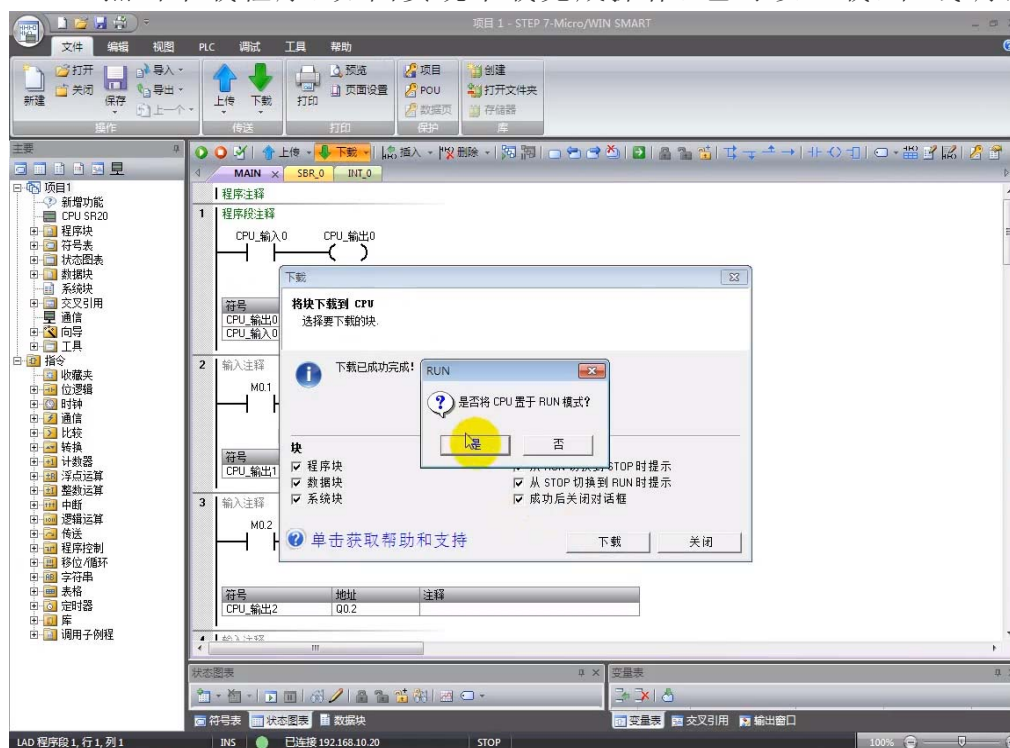 项目 1 - STEP 7-Micro/WIN SMART
文件 编辑 视图 PLC 调试 工具 帮助
新建 打开 关闭 保存 导入 导出 上一个
上传 下载
打印 预览 页面设置
项目 POU 数据页
创建 打开文件夹 存储器
操作 传送 打印 保护 库
主要
上传 下载 插入 删除
MAIN SBR_0 INT_0
项目1
新增功能
CPU SR20
程序块
符号表
状态图表
数据块
系统块
交叉引用
通信
向导
工具
指令
收藏夹
位逻辑
时钟
通信
比较
转换
计数器
浮点运算
整数运算
中断
逻辑运算
传送
程序控制
移位/循环
字符串
表格
定时器
库
调用子例程
程序注释
1 程序段注释
CPU_输入0 CPU_输出0
符号
CPU_输出0
CPU_输入0
2 输入注释
M0.1
符号
CPU_输出1
3 输入注释
M0.2
符号 地址 注释
CPU_输出2 Q0.2
4 输入注释
下载
将块下载到 CPU
选择要下载的块.
下载已成功完成!
块
程序块
数据块
系统块
从 RUN 切换到 STOP 时提示
从 STOP 切换到 RUN 时提示
成功后关闭对话框
单击获取帮助和支持
下载 关闭
RUN
是否将 CPU 置于 RUN 模式?
是 否
状态图表 变量表
符号表 状态图表 数据块
变量表 交叉引用 输出窗口
LAD 程序段 1, 行 1, 列 1 INS 已连接 192.168.10.20 STOP 100%